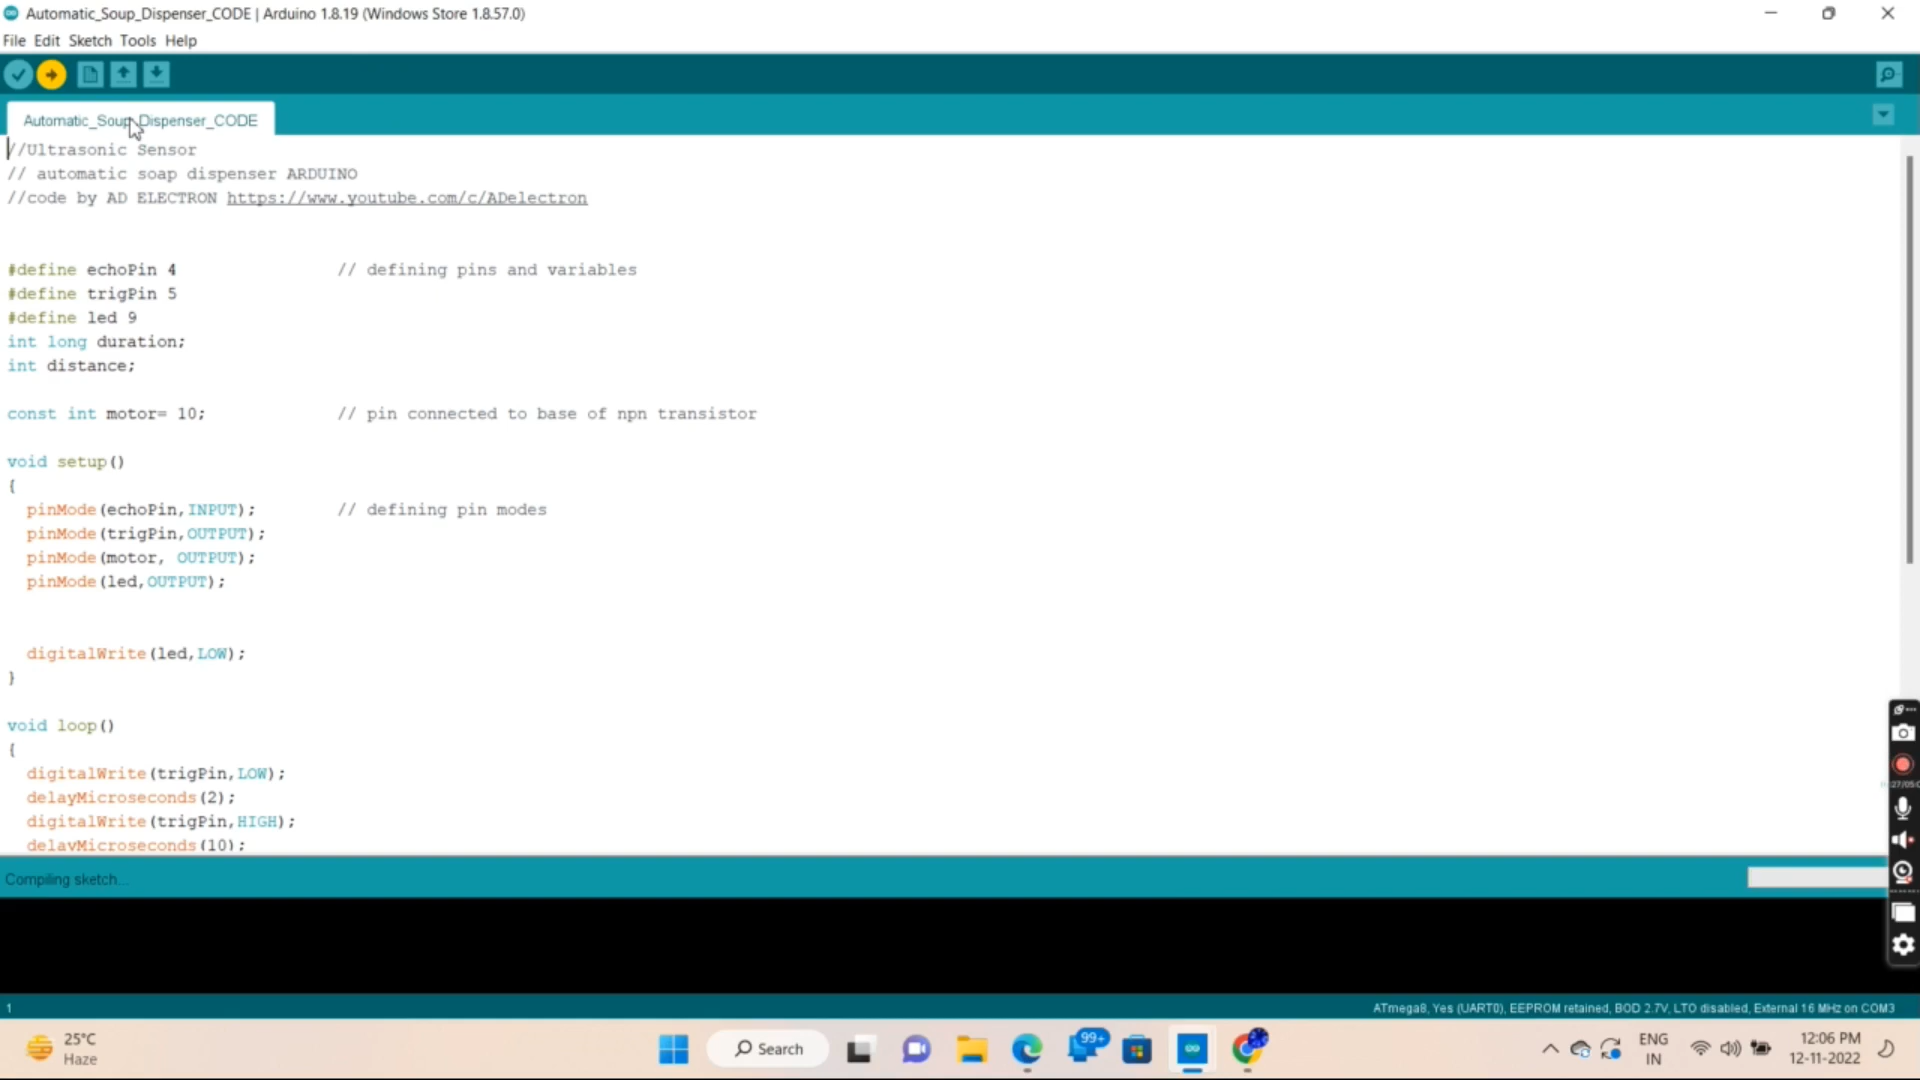 Automatic_Soup_Dispenser_CODE | Arduino 1.8.19 (Windows Store 1.8.57.0)
File Edit Sketch Tools Help
Automatic_Soup_Dispenser_CODE
//Ultrasonic Sensor
// automatic soap dispenser ARDUINO
//code by AD ELECTRON https://www.youtube.com/c/ADelectron
#define echoPin 4 // defining pins and variables
#define trigPin 5
#define led 9
int long duration;
int distance;
const int motor= 10; // pin connected to base of npn transistor
void setup()
{
pinMode(echoPin,INPUT); // defining pin modes
pinMode(trigPin,OUTPUT);
pinMode(motor, OUTPUT);
pinMode(led,OUTPUT);
digitalWrite(led,LOW);
}
void loop()
{
digitalWrite(trigPin,LOW);
delayMicroseconds(2);
digitalWrite(trigPin,HIGH);
delayMicroseconds(10);
Compiling sketch...
1
ATmega8, Yes (UART0), EEPROM retained, BOD 2.7V, LTO disabled, External 16 MHz on COM3
25°C
Haze
Search
99+
ENG
IN
12:06 PM
12-11-2022